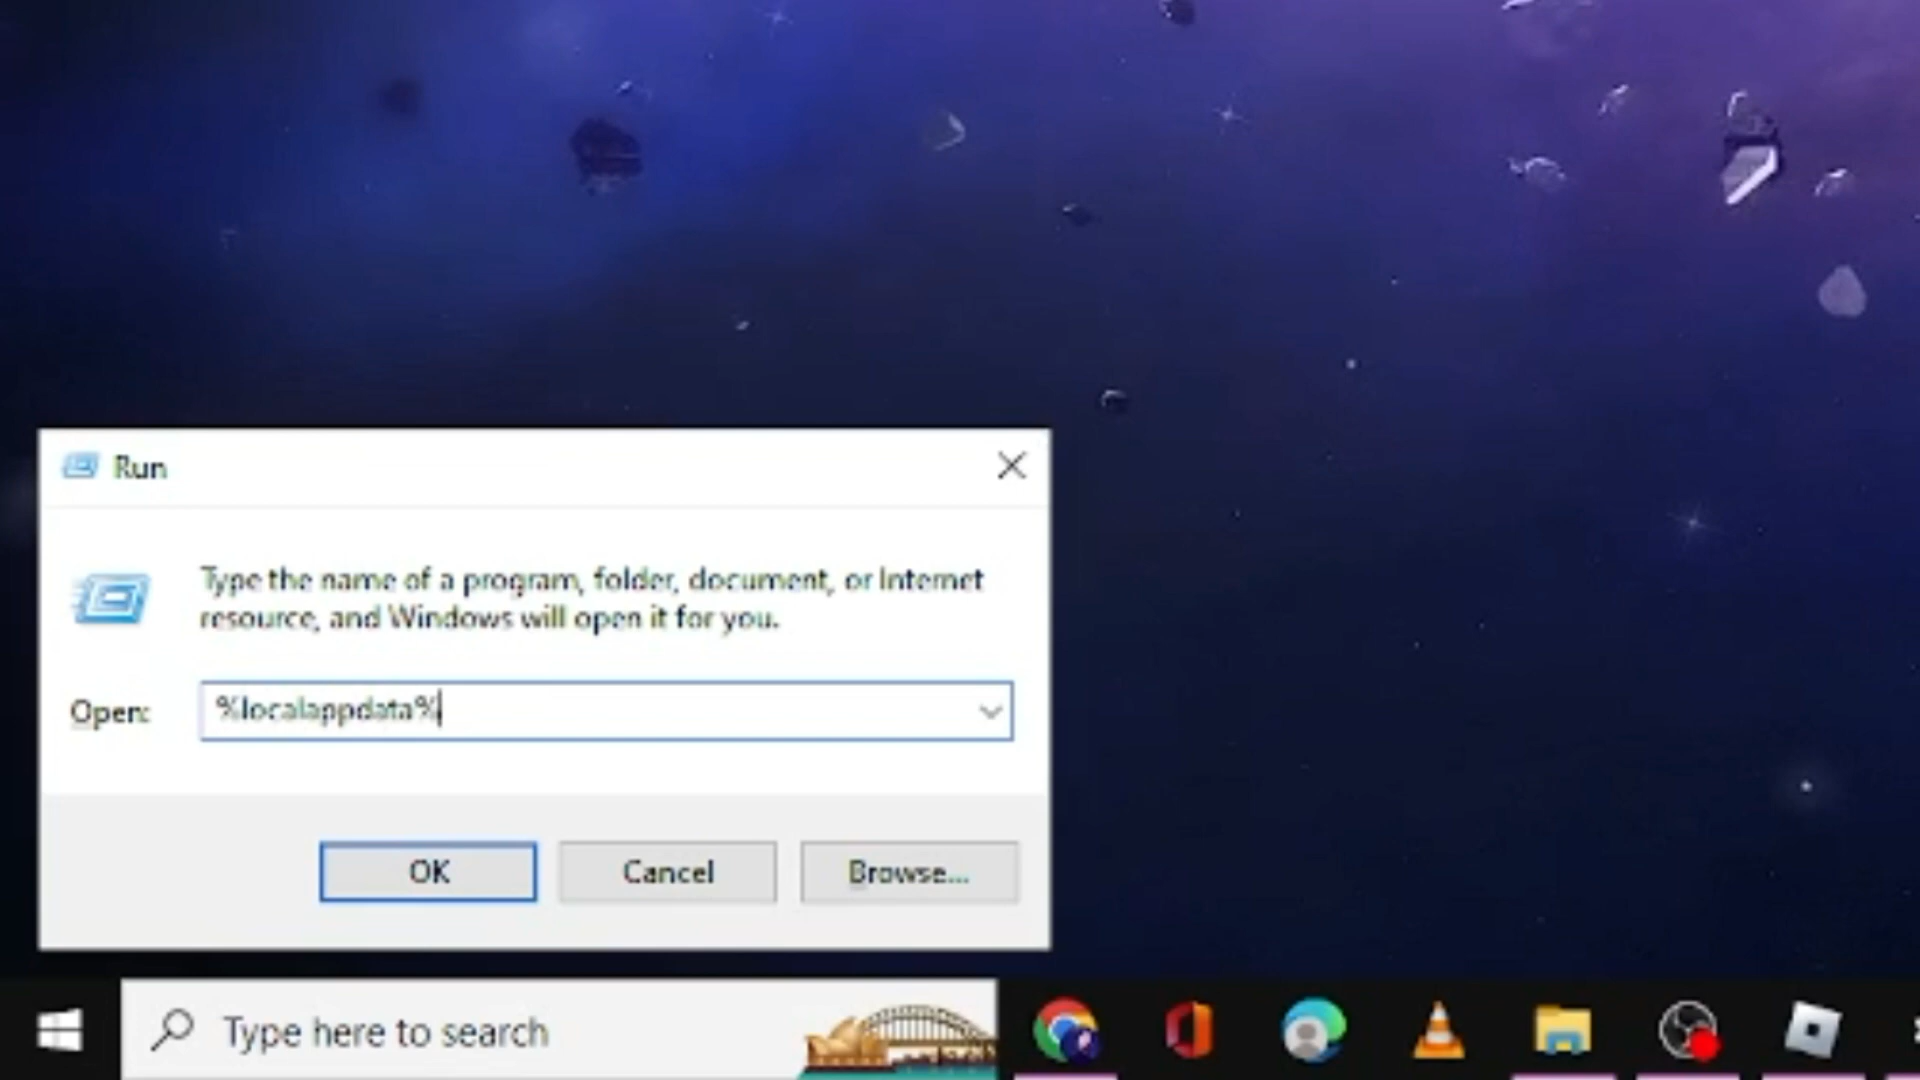 Run
Type the name of a program, folder, document, or Internet
resource, and Windows will open it for you.
Open:
%localappdata%
OK
Cancel
Browse...
Type here to search